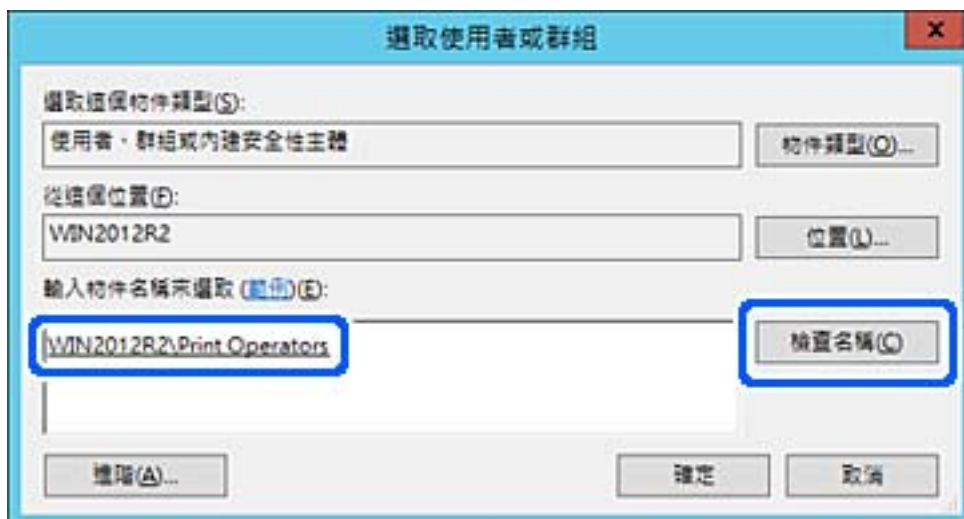 選取使用者或群組
x
選取這個物件類型(S):
使用者、群組或內建安全性主體
物件類型(O)...
從這個位置(F):
WIN2012R2
位置(L)...
輸入物件名稱來選取 (範例)(E):
WIN2012R2\Print Operators
檢查名稱(C)
進階(A)...
確定
取消